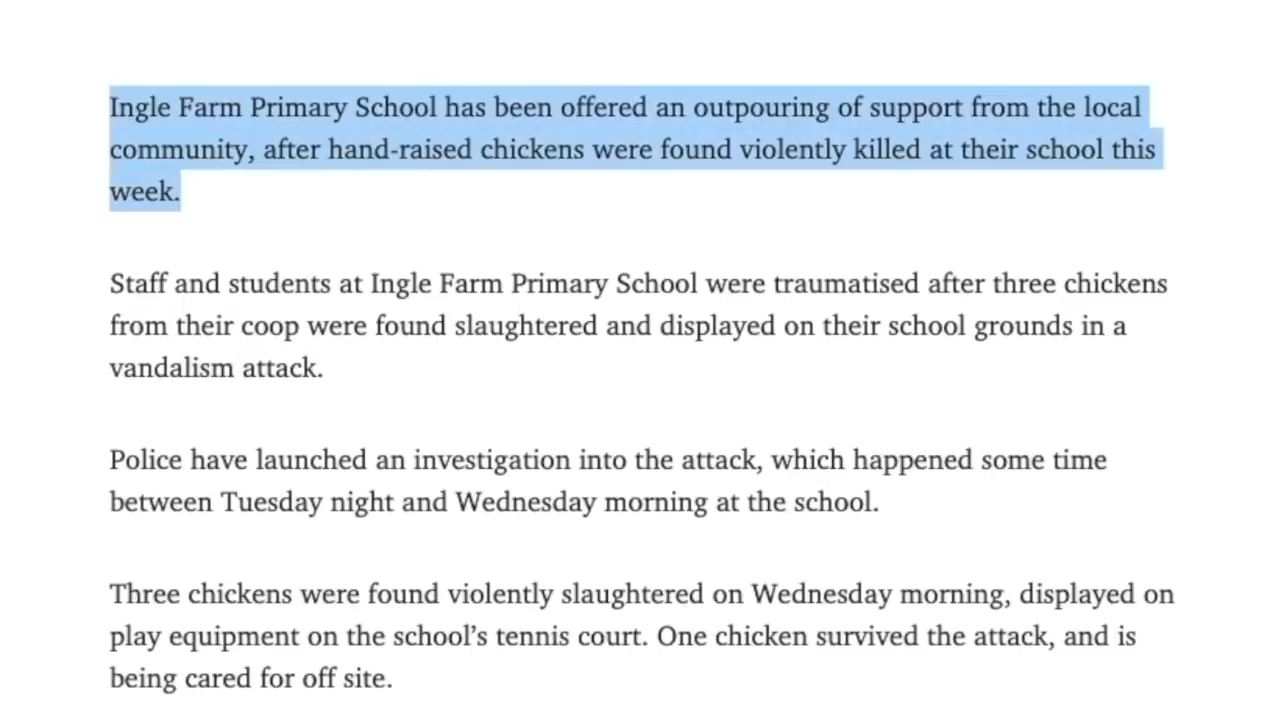 Ingle Farm Primary School has been offered an outpouring of support from the local
community, after hand-raised chickens were found violently killed at their school this
week.
Staff and students at Ingle Farm Primary School were traumatised after three chickens
from their coop were found slaughtered and displayed on their school grounds in a
vandalism attack.
Police have launched an investigation into the attack, which happened some time
between Tuesday night and Wednesday morning at the school.
Three chickens were found violently slaughtered on Wednesday morning, displayed on
play equipment on the school’s tennis court. One chicken survived the attack, and is
being cared for off site.